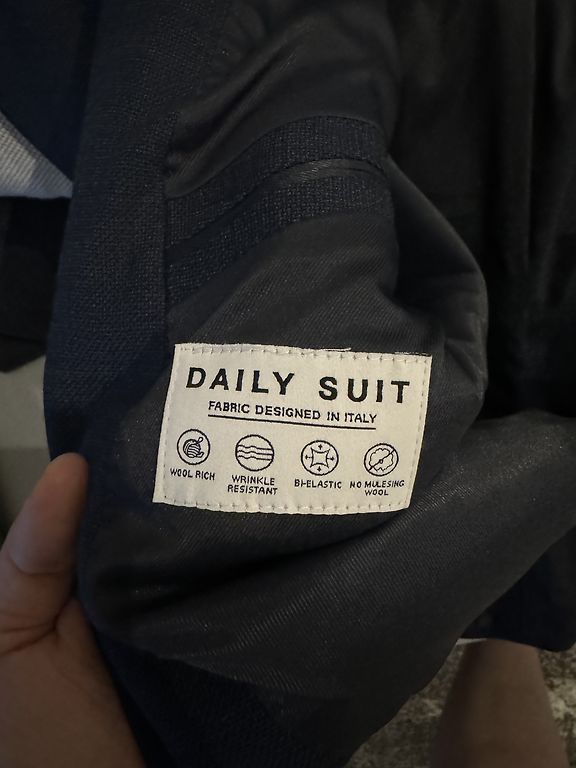 DAILY SUIT
FABRIC DESIGNED IN ITALY
WOOL RICH
WRINKLE
RESISTANT
BI-ELASTIC
NO MULESING
WOOL